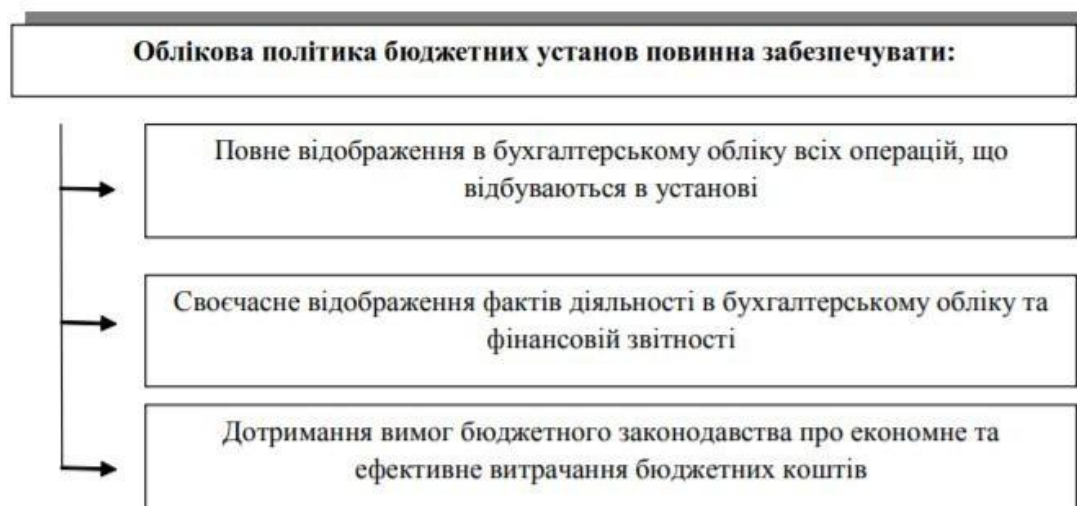 Облікова політика бюджетних установ повинна забезпечувати:
Повне відображення в бухгалтерському обліку всіх операцій, що
відбуваються в установі
Своєчасне відображення фактів діяльності в бухгалтерському обліку та
фінансовій звітності
Дотримання вимог бюджетного законодавства про економне та
ефективне витрачання бюджетних коштів